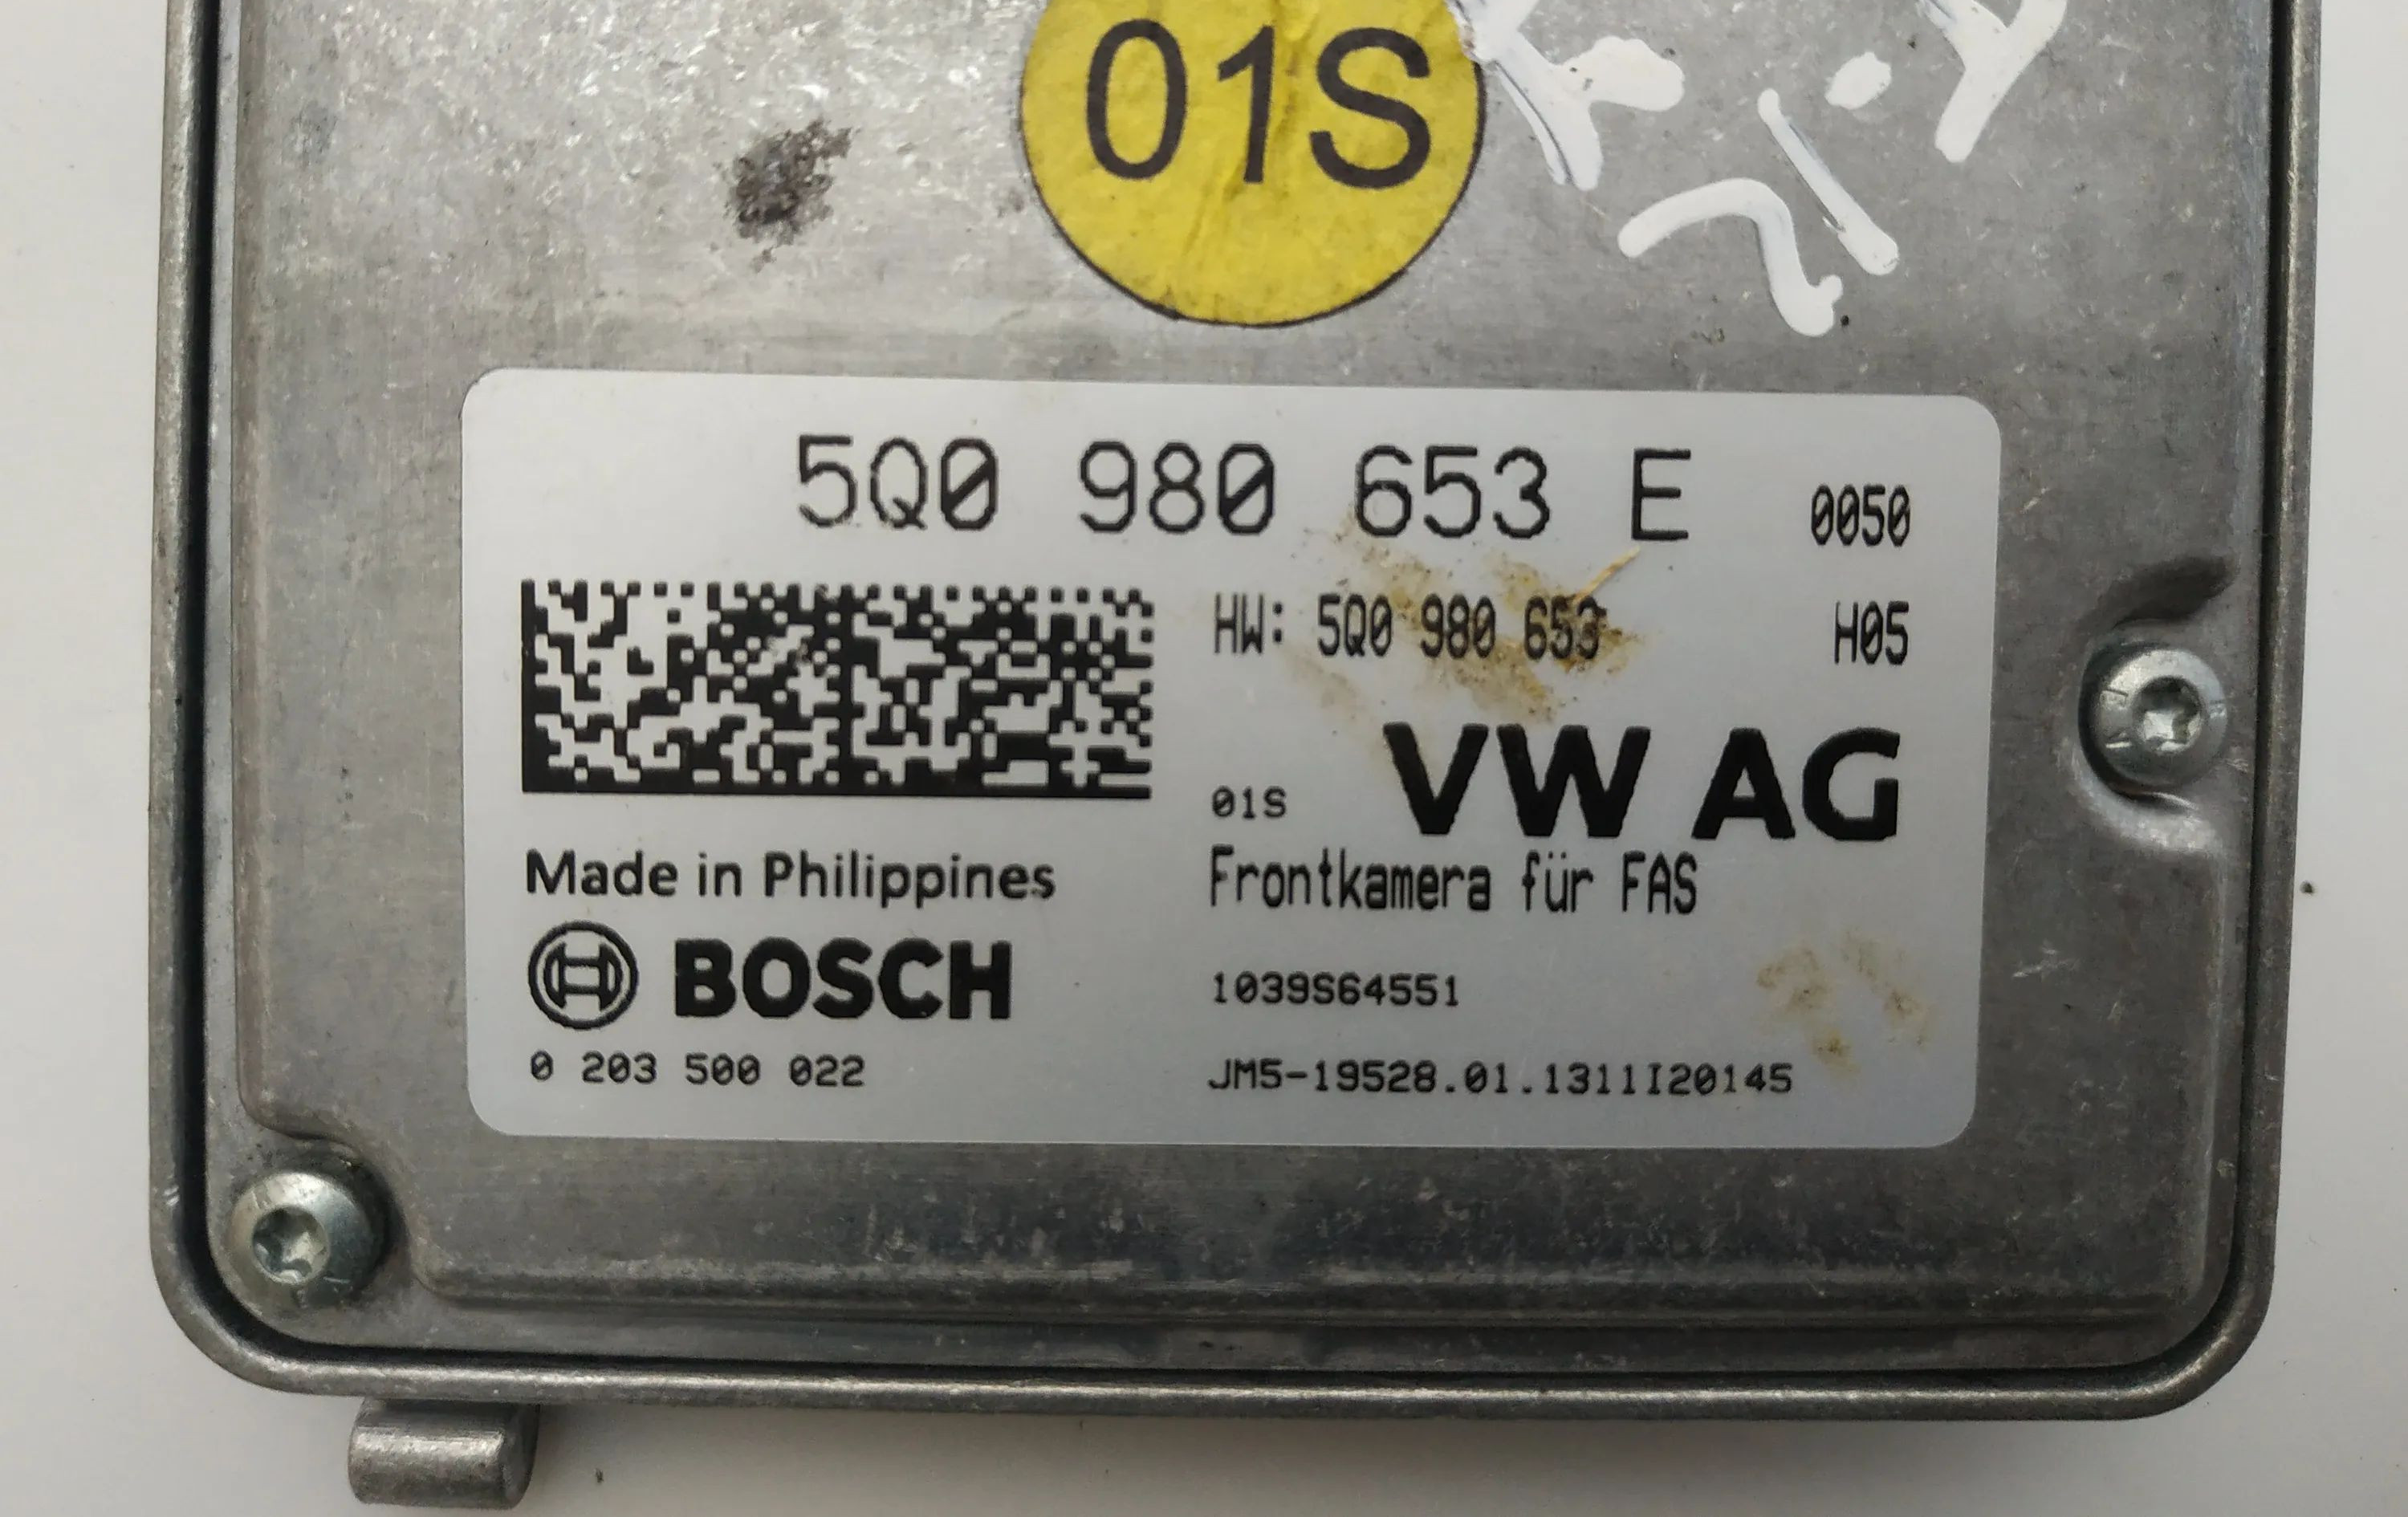 01S
5Q0 980 653 E 0050
HW: 5Q0 980 653 H05
01S VW AG
Made in Philippines
Frontkamera für FAS
BOSCH
1039S64551
0 203 500 022
JM5-19528.01.1311I20145